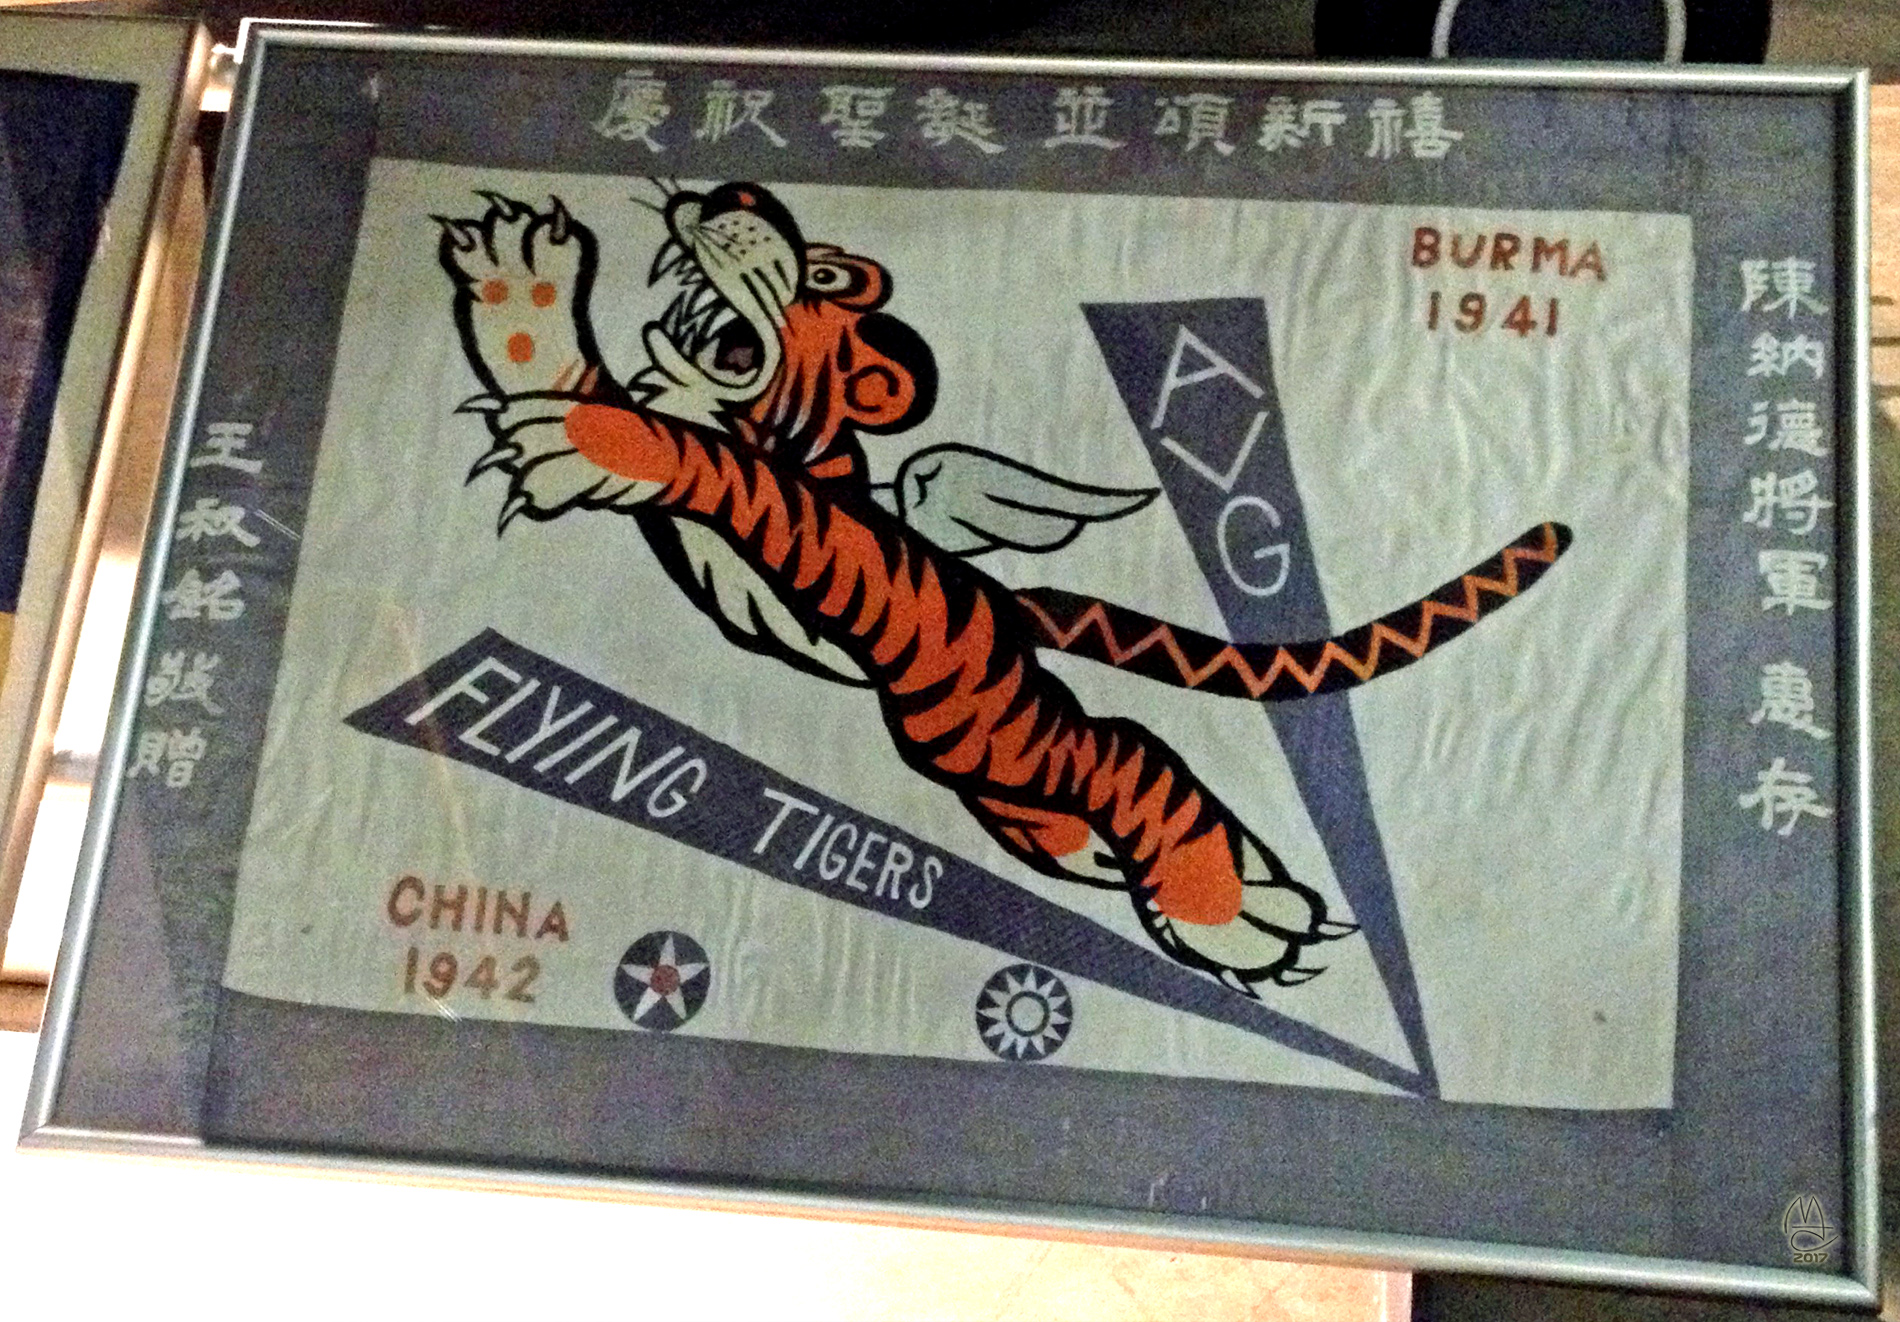 慶祝聖誕 並頌新禧
陳納德將軍 惠存
BURMA
1941
AVG
FLYING TIGERS
CHINA
1942
王叔銘敬贈
2017